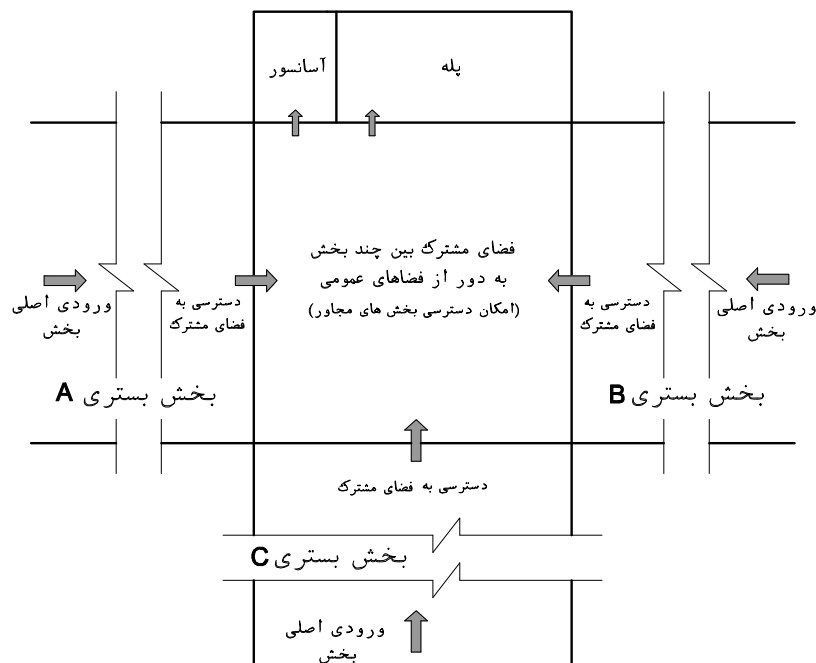 آسانسور
پله
فضای مشترک بین چند بخش
به دور از فضاهای عمومی
(امکان دسترسی بخش های مجاور)
ورودی اصلی
بخش
دسترسی به
فضای مشترک
دسترسی به
فضای مشترک
ورودی اصلی
بخش
بخش بستری A
بخش بستری B
دسترسی به فضای مشترک
بخش بستری C
ورودی اصلی
بخش